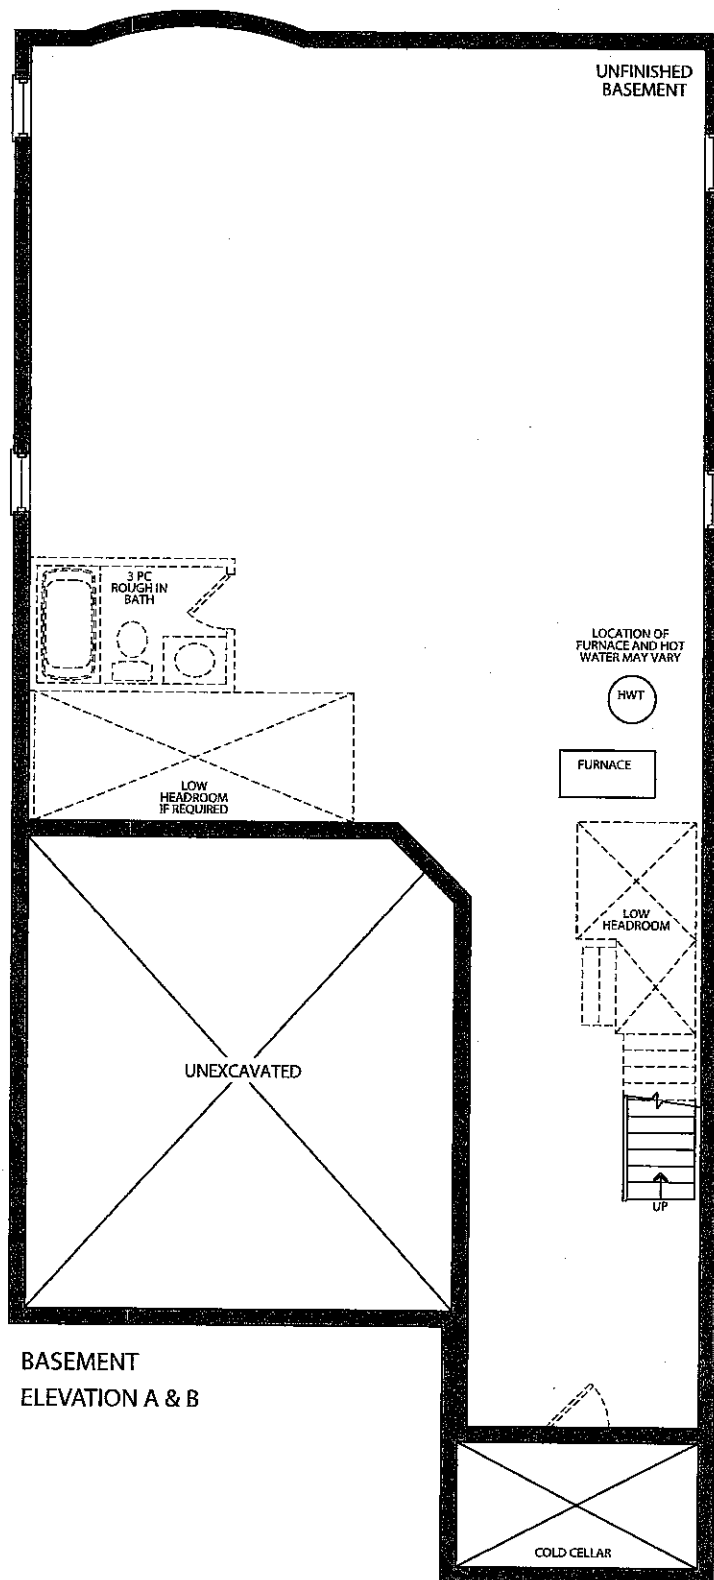 UNFINISHED
BASEMENT
3 PC
ROUGH IN
BATH
LOCATION OF
FURNACE AND HOT
WATER MAY VARY
HWT
FURNACE
LOW
HEADROOM
IF REQUIRED
LOW
HEADROOM
UNEXCAVATED
UP
BASEMENT
ELEVATION A & B
COLD CELLAR